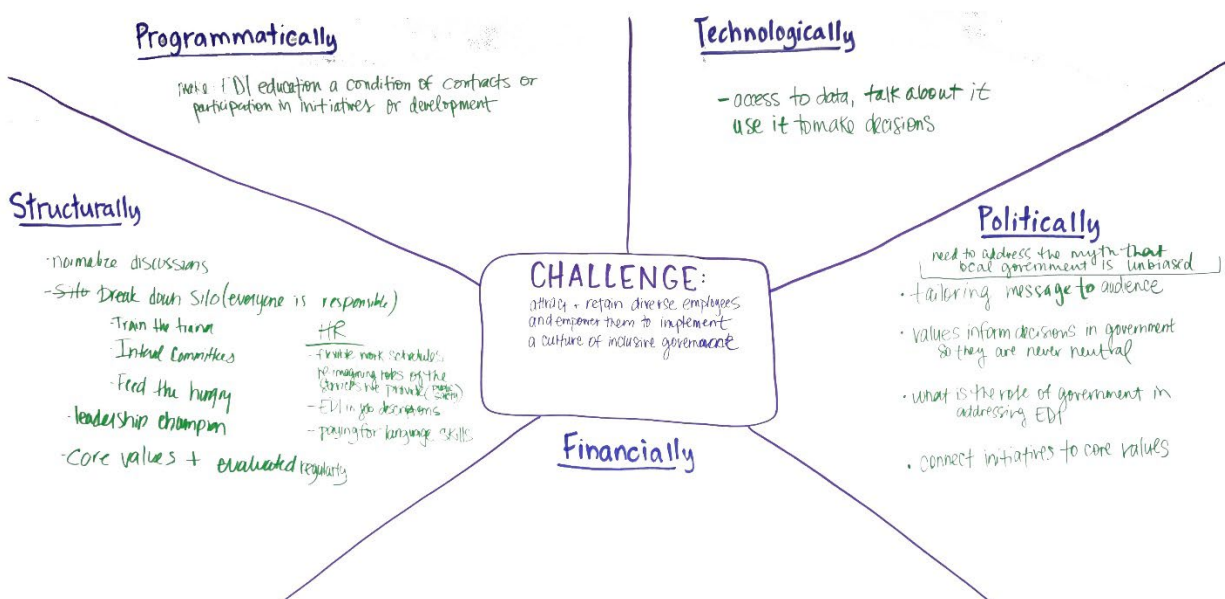 Programmatically
make EDI education a condition of contracts or
participation in initiatives or development
Technologically
- access to data, talk about it
use it to make decisions
Structurally
· normalize discussions
- Silo Break down Silo (everyone is responsible)
· Train the trainer
· Internal Committees
· Feed the hungry
· leadership champion
- Core values + evaluated regularly
HR
- flexible work schedules
re-imagining roles of the
services we provide
- EDI in job descriptions
- paying for language skills
CHALLENGE:
attract + retain diverse employees
and empower them to implement
a culture of inclusive governance
Politically
need to address the myth that
local government is unbiased
· tailoring message to audience
· values inform decisions in government
so they are never neutral
· what is the role of government in
addressing EDI
· connect initiatives to core values
Financially